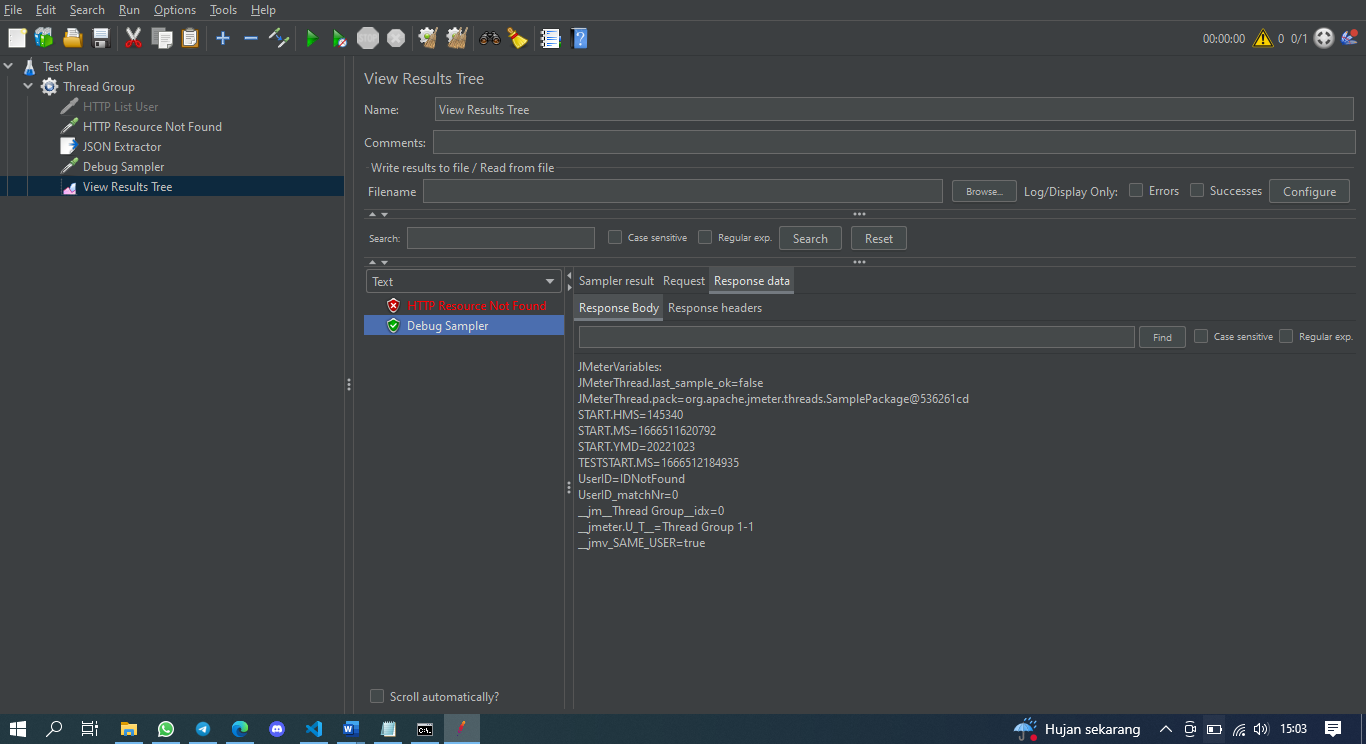 File Edit Search Run Options Tools Help
STOP
00:00:00 0 0/1
Test Plan
Thread Group
HTTP List User
HTTP Resource Not Found
JSON Extractor
Debug Sampler
View Results Tree
View Results Tree
Name: View Results Tree
Comments:
Write results to file / Read from file
Filename Browse... Log/Display Only: Errors Successes Configure
Search: Case sensitive Regular exp. Search Reset
Text
HTTP Resource Not Found
Debug Sampler
Sampler result Request Response data
Response Body Response headers
Find Case sensitive Regular exp.
JMeterVariables:
JMeterThread.last_sample_ok=false
JMeterThread.pack=org.apache.jmeter.threads.SamplePackage@536261cd
START.HMS=145340
START.MS=1666511620792
START.YMD=20221023
TESTSTART.MS=1666512184935
UserID=IDNotFound
UserID_matchNr=0
__jm__Thread Group__idx=0
__jmeter.U_T__=Thread Group 1-1
__jmv_SAME_USER=true
Scroll automatically?
Hujan sekarang 15:03